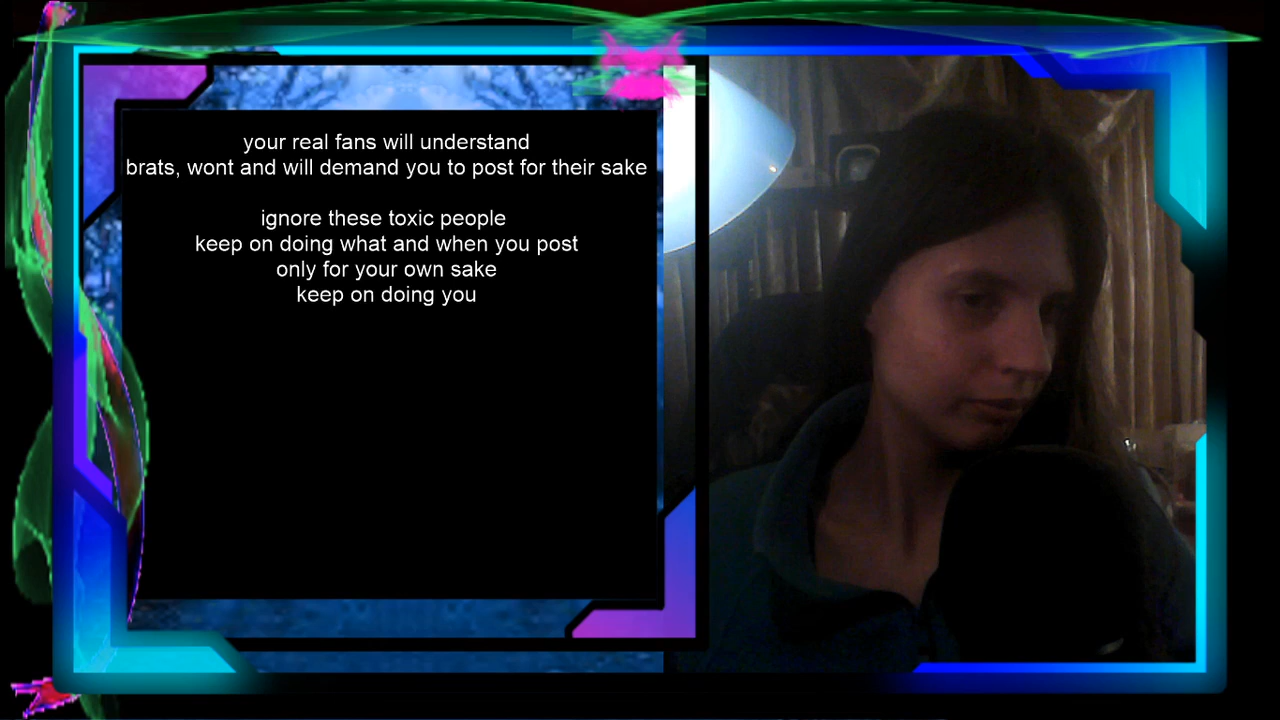 your real fans will understand
brats, wont and will demand you to post for their sake
ignore these toxic people
keep on doing what and when you post
only for your own sake
keep on doing you